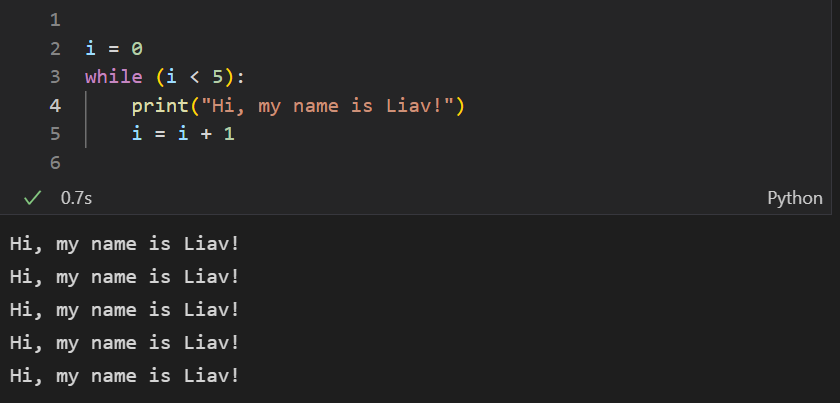 1
2 i = 0
3 while (i < 5):
4     print("Hi, my name is Liav!")
5     i = i + 1
6
0.7s Python
Hi, my name is Liav!
Hi, my name is Liav!
Hi, my name is Liav!
Hi, my name is Liav!
Hi, my name is Liav!